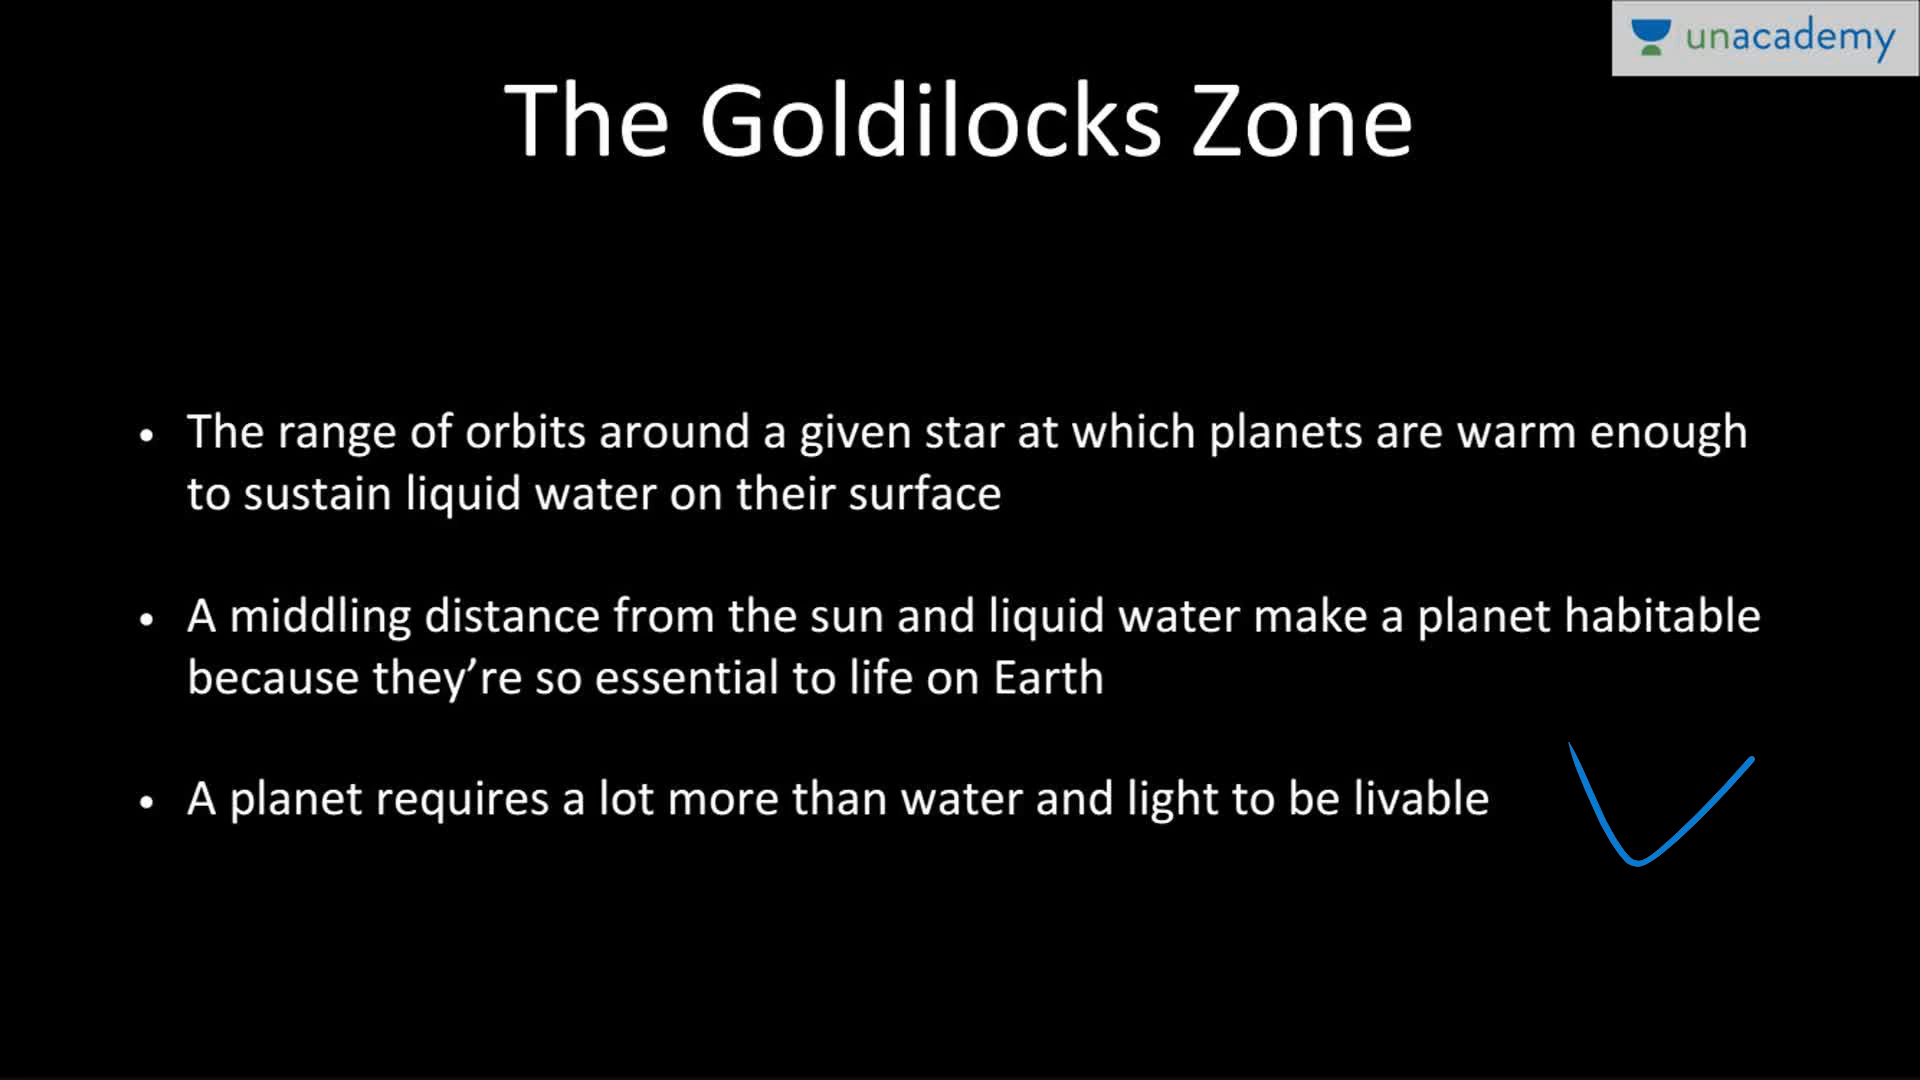 unacademy
The Goldilocks Zone
• The range of orbits around a given star at which planets are warm enough
to sustain liquid water on their surface
• A middling distance from the sun and liquid water make a planet habitable
because they’re so essential to life on Earth
• A planet requires a lot more than water and light to be livable